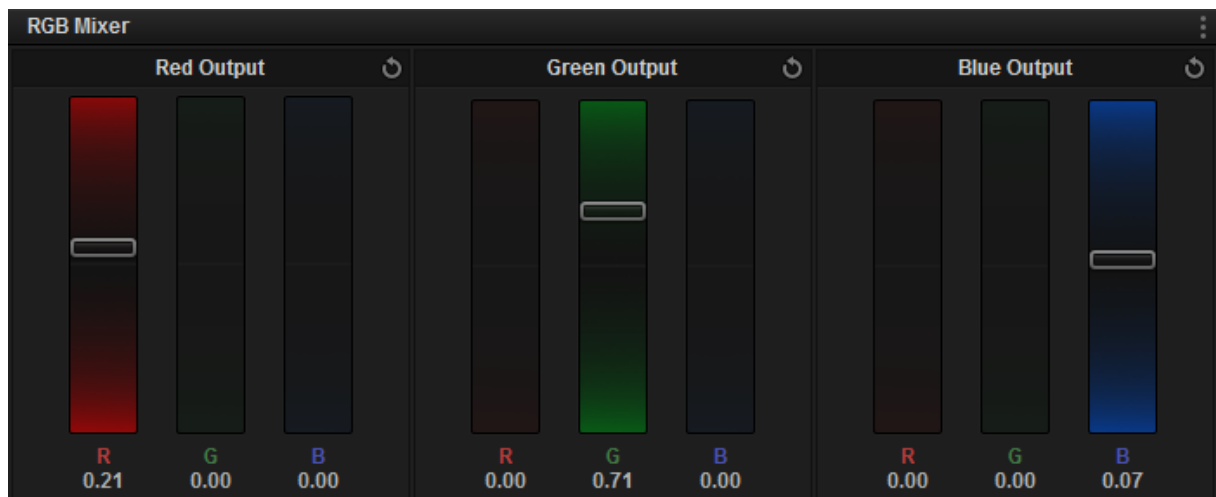 RGB Mixer
Red Output
Green Output
Blue Output
R G B R G B R G B
0.21 0.00 0.00 0.00 0.71 0.00 0.00 0.00 0.07